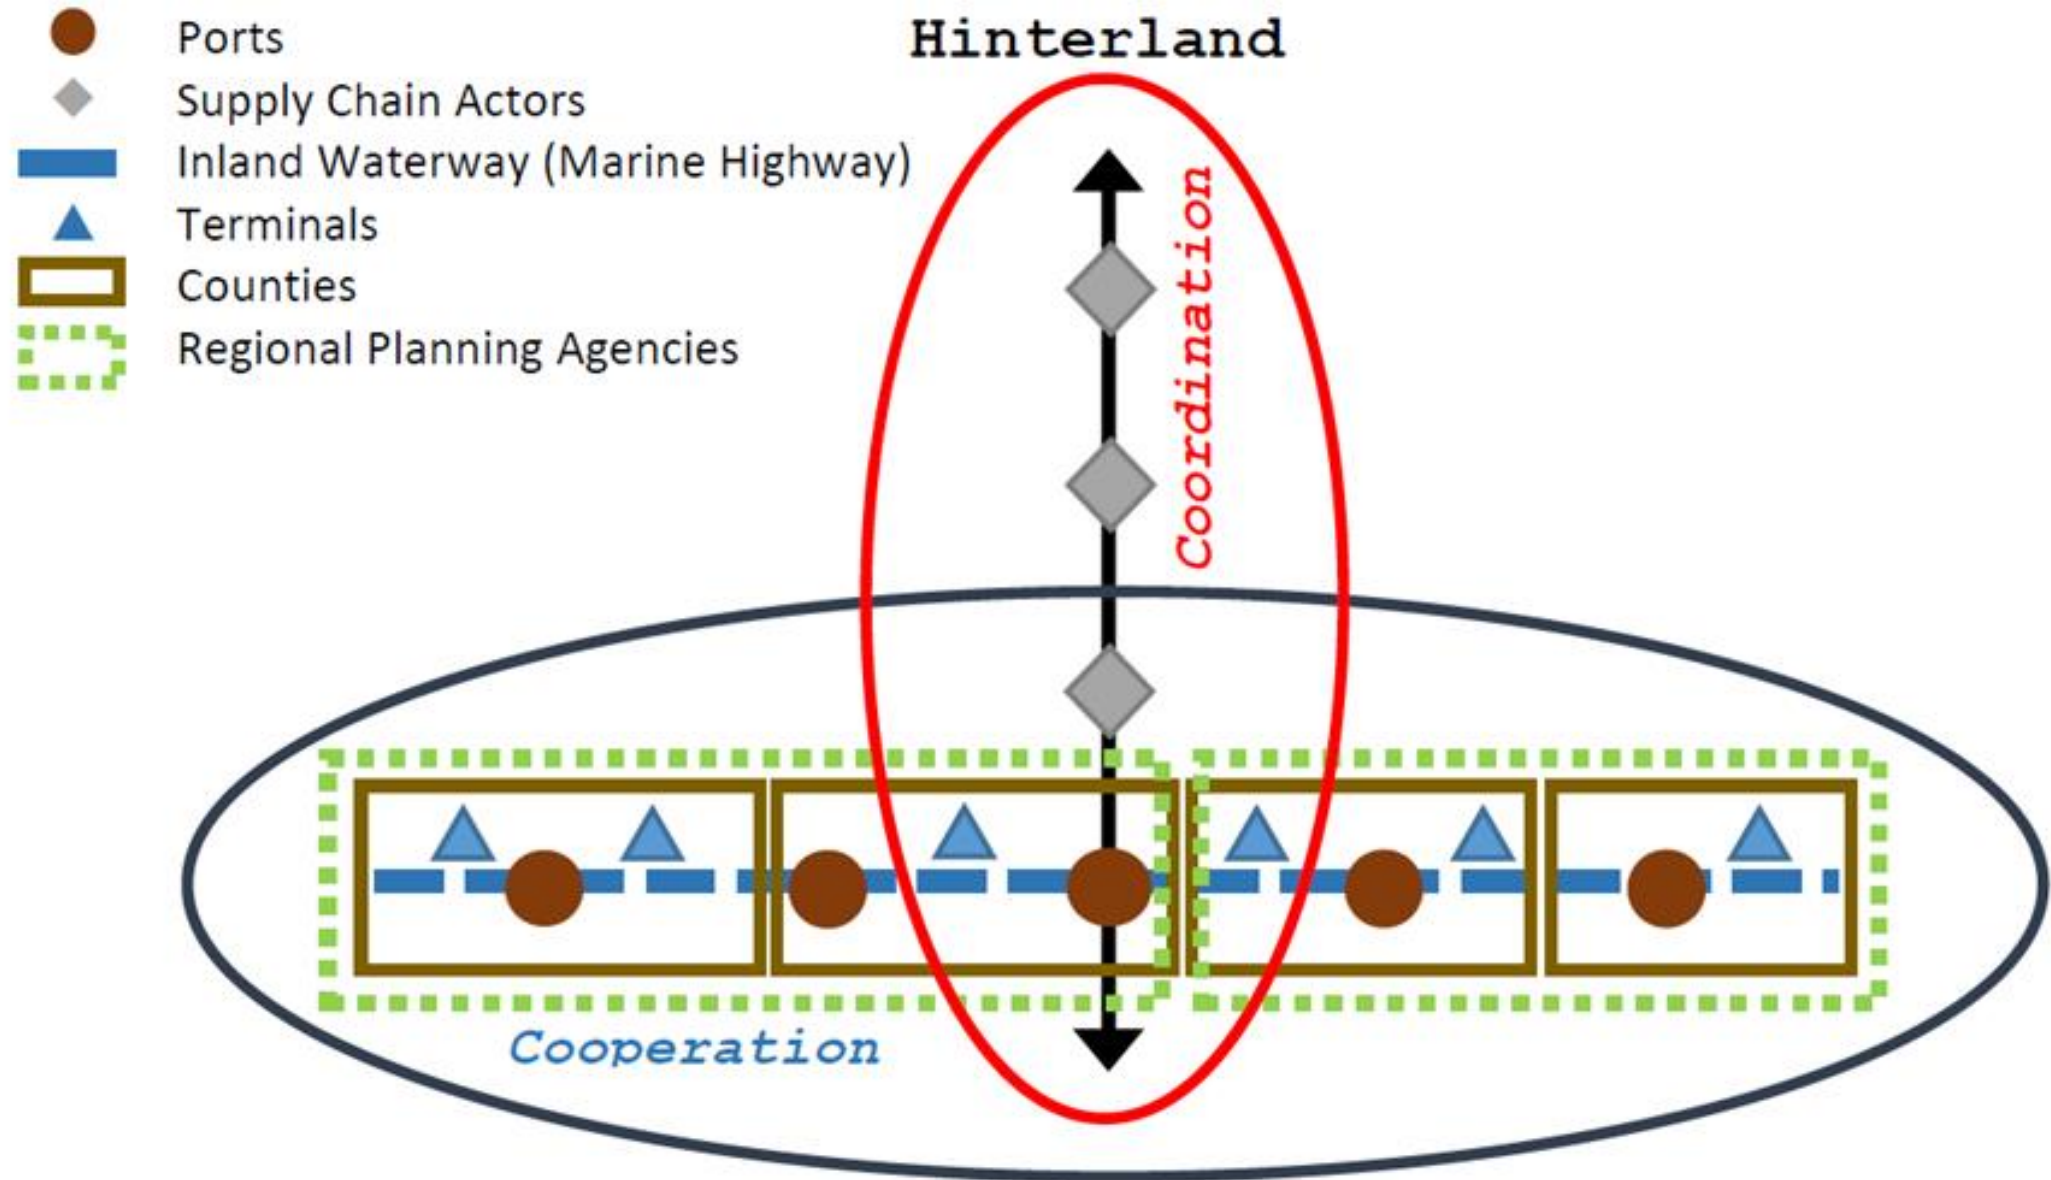 Ports
Supply Chain Actors
Inland Waterway (Marine Highway)
Terminals
Counties
Regional Planning Agencies
Hinterland
Coordination
Cooperation